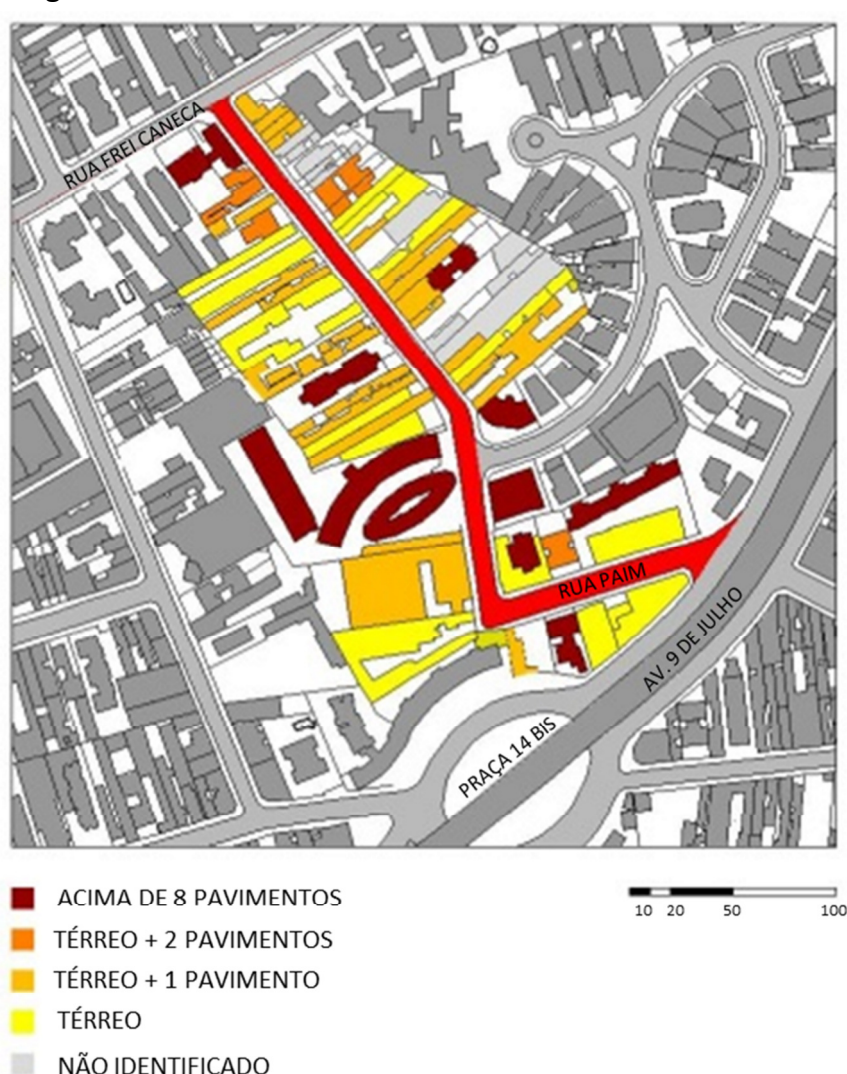 RUA FREI CANECA
RUA PAIM
AV. 9 DE JULHO
PRAÇA 14 BIS
ACIMA DE 8 PAVIMENTOS
10 20 50 100
TÉRREO + 2 PAVIMENTOS
TÉRREO + 1 PAVIMENTO
TÉRREO
NÃO IDENTIFICADO